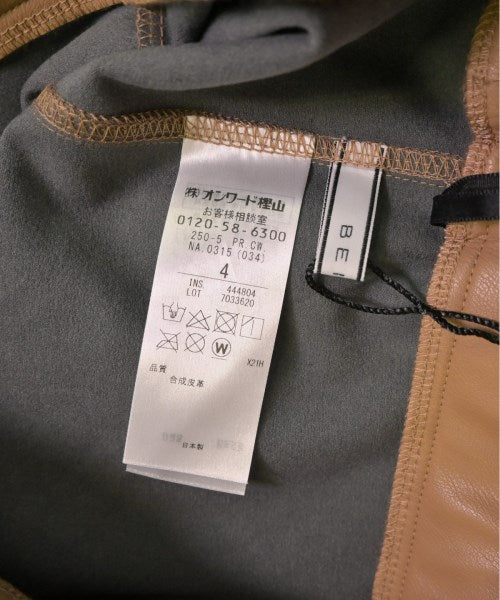 (株)オンワード樫山
お客様相談室
0120-58-6300
250-5 PR.CW.
NA.0315 (034)
4
INS. 444804
LOT 7033620
W
X21H
品質
合成皮革
日本製
BE